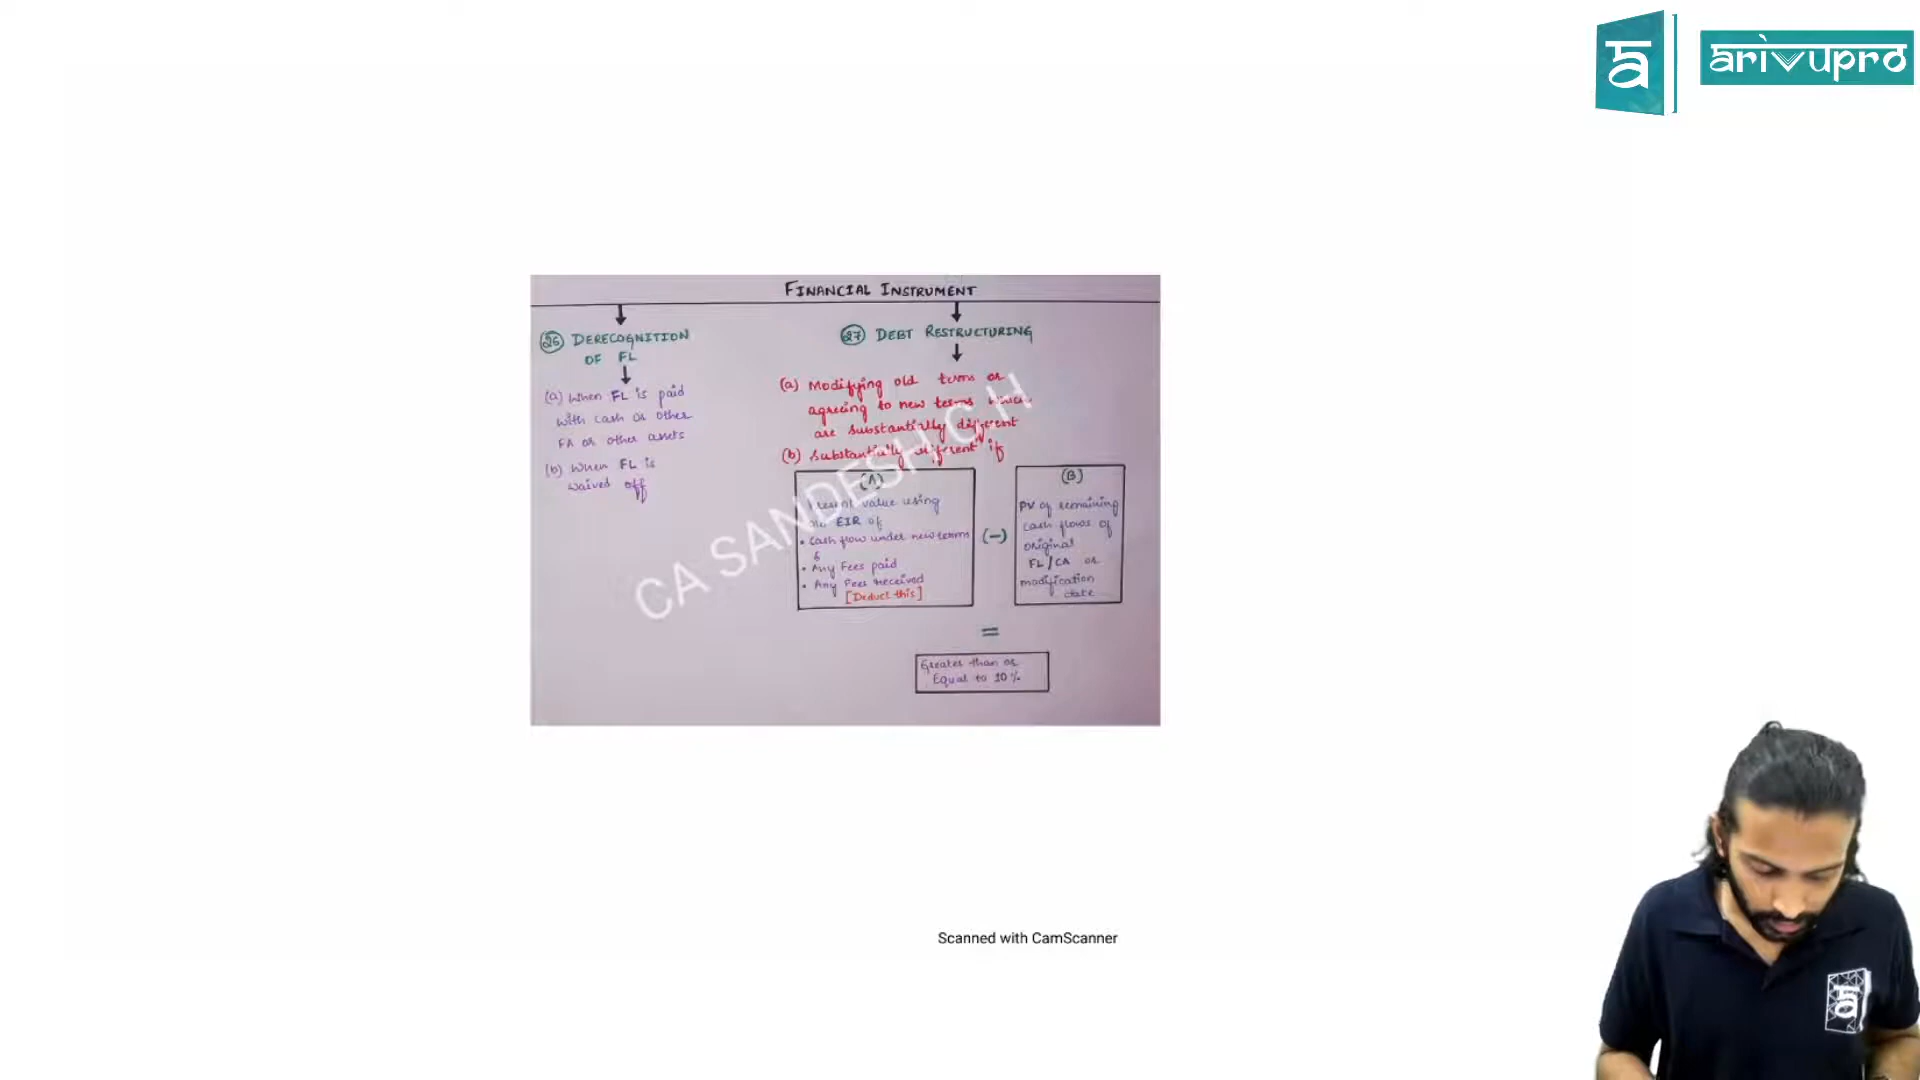 arivupro
FINANCIAL INSTRUMENT
26 DERECOGNITION
OF FL
(a) When FL is paid
with cash or other
FA or other assets
(b) When FL is
waived off
27 DEBT RESTRUCTURING
(a) Modifying old terms or
agreeing to new terms which
are substantially different
(b) Substantially different if
(A)
Present value using
old EIR of
• Cash flow under new terms
&
• Any Fees paid
• Any Fees received
[Deduct this]
(-)
(B)
PV of remaining
cash flows of
original
FL/CA or
modification
date
=
Greater than or
Equal to 10%
CA SANDESH C H
Scanned with CamScanner